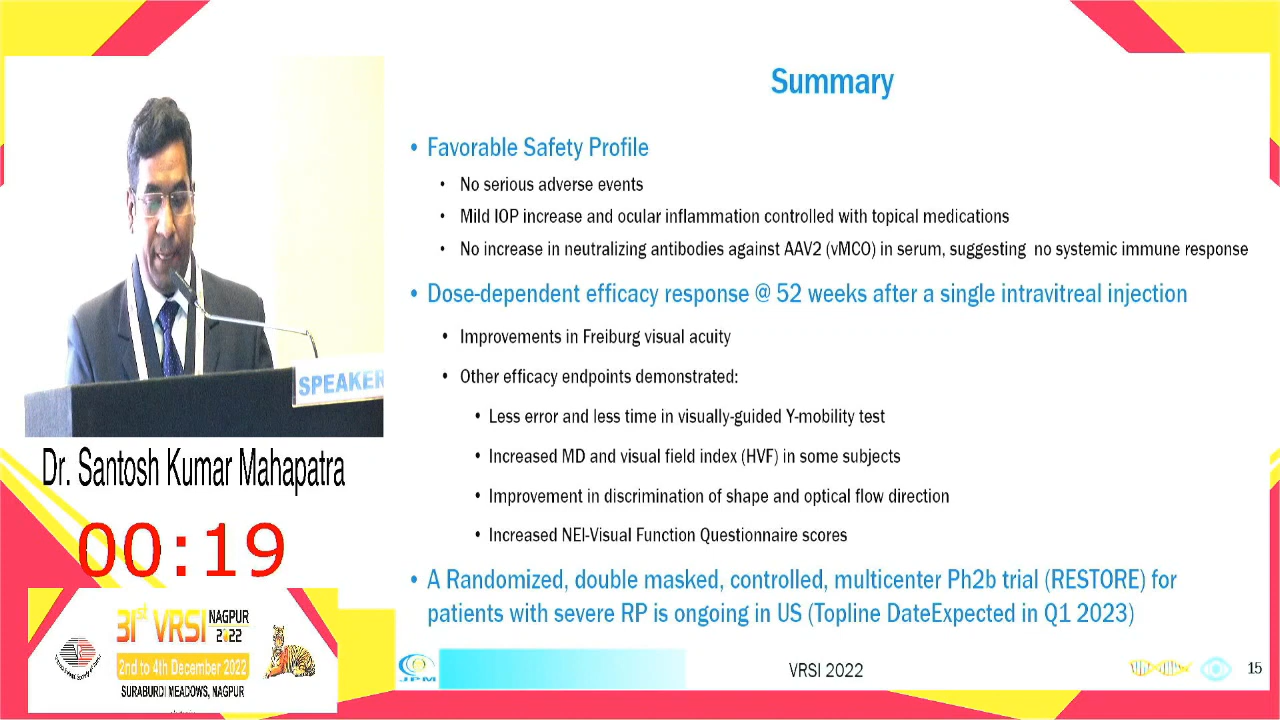 Summary
• Favorable Safety Profile
• No serious adverse events
• Mild IOP increase and ocular inflammation controlled with topical medications
• No increase in neutralizing antibodies against AAV2 (vMCO) in serum, suggesting no systemic immune response
• Dose-dependent efficacy response @ 52 weeks after a single intravitreal injection
• Improvements in Freiburg visual acuity
• Other efficacy endpoints demonstrated:
• Less error and less time in visually-guided Y-mobility test
• Increased MD and visual field index (HVF) in some subjects
• Improvement in discrimination of shape and optical flow direction
• Increased NEI-Visual Function Questionnaire scores
• A Randomized, double masked, controlled, multicenter Ph2b trial (RESTORE) for
patients with severe RP is ongoing in US (Topline DateExpected in Q1 2023)
JPM
VRSI 2022
15
SPEAKER
Dr. Santosh Kumar Mahapatra
00:19
31st VRSI NAGPUR
2022
2nd to 4th December 2022
SURABURDI MEADOWS, NAGPUR